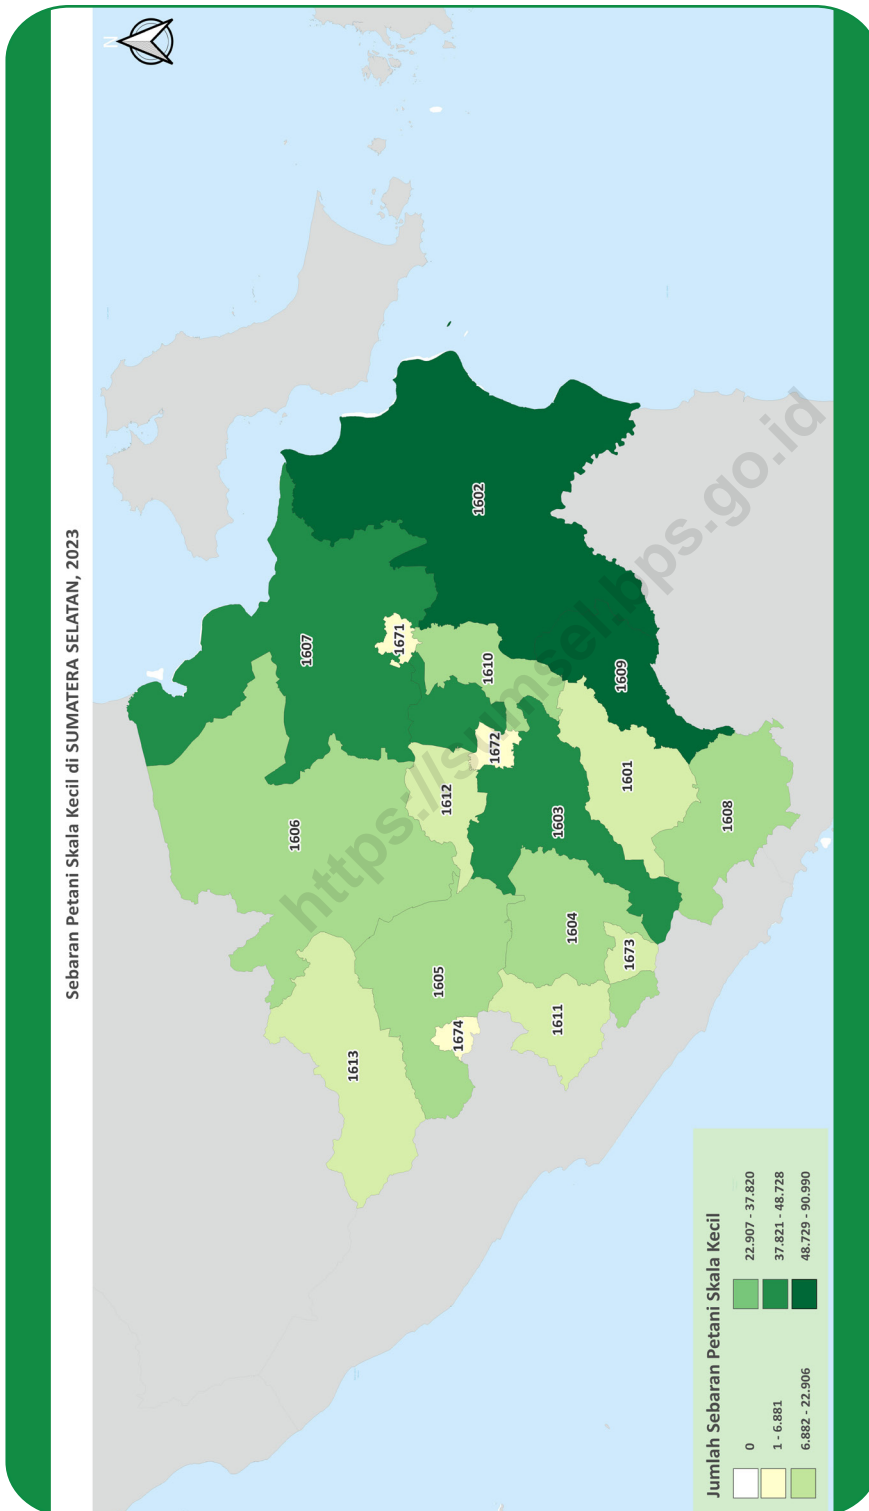 Sebaran Petani Skala Kecil di SUMATERA SELATAN, 2023
N
1607
1602
1606
1671
1610
1613
1612
1672
1609
1605
1603
1601
1674
1604
1608
1611
1673
https://sumsel.bps.go.id
Jumlah Sebaran Petani Skala Kecil
0
22.907 - 37.820
1 - 6.881
37.821 - 48.728
6.882 - 22.906
48.729 - 90.990